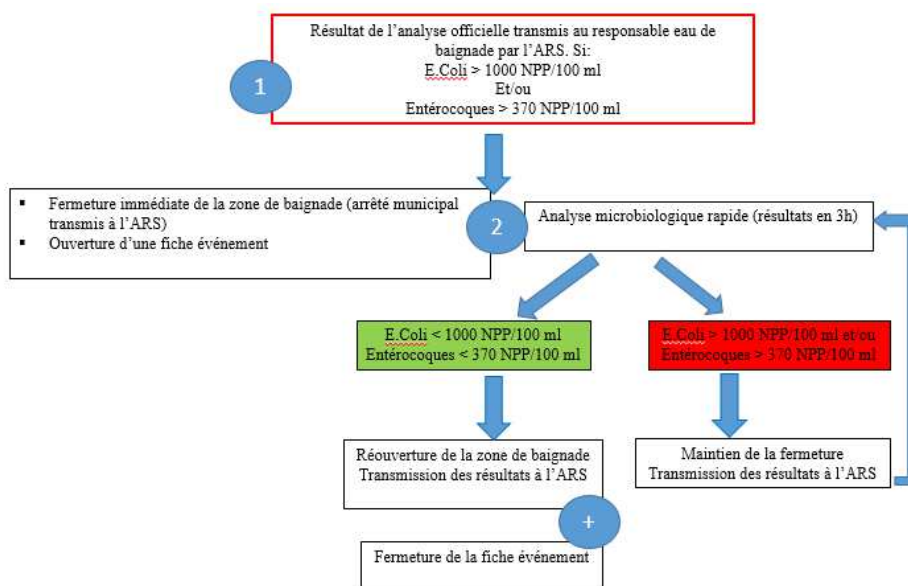 Résultat de l’analyse officielle transmis au responsable eau de
baignade par l’ARS. Si:
E.Coli > 1000 NPP/100 ml
Et/ou
Entérocoques > 370 NPP/100 ml
1
▪ Fermeture immédiate de la zone de baignade (arrêté municipal
transmis à l’ARS)
▪ Ouverture d’une fiche événement
2
Analyse microbiologique rapide (résultats en 3h)
E.Coli < 1000 NPP/100 ml
Entérocoques < 370 NPP/100 ml
E.Coli > 1000 NPP/100 ml et/ou
Entérocoques > 370 NPP/100 ml
Réouverture de la zone de baignade
Transmission des résultats à l’ARS
Maintien de la fermeture
Transmission des résultats à l’ARS
+
Fermeture de la fiche événement